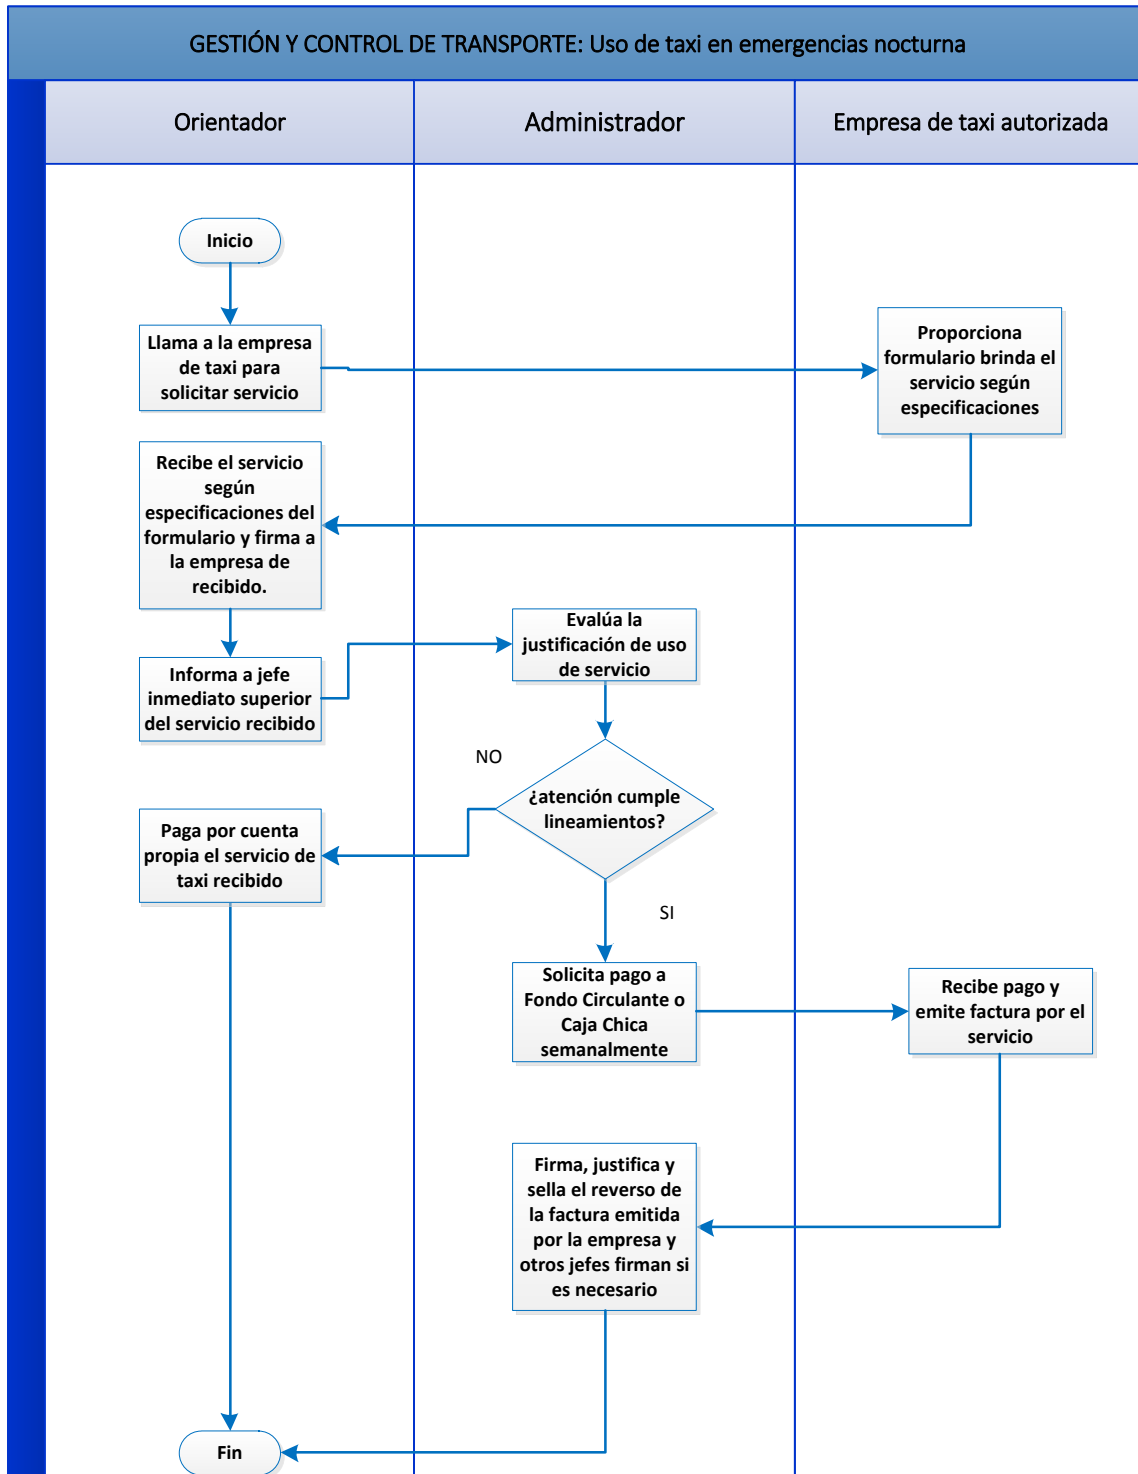 GESTIÓN Y CONTROL DE TRANSPORTE: Uso de taxi en emergencias nocturna
Orientador
Administrador
Empresa de taxi autorizada
Inicio
Llama a la empresa
de taxi para
solicitar servicio
Proporciona
formulario brinda el
servicio según
especificaciones
Recibe el servicio
según
especificaciones del
formulario y firma a
la empresa de
recibido.
Informa a jefe
inmediato superior
del servicio recibido
Evalúa la
justificación de uso
de servicio
NO
¿atención cumple
lineamientos?
Paga por cuenta
propia el servicio de
taxi recibido
SI
Solicita pago a
Fondo Circulante o
Caja Chica
semanalmente
Recibe pago y
emite factura por el
servicio
Firma, justifica y
sella el reverso de
la factura emitida
por la empresa y
otros jefes firman si
es necesario
Fin